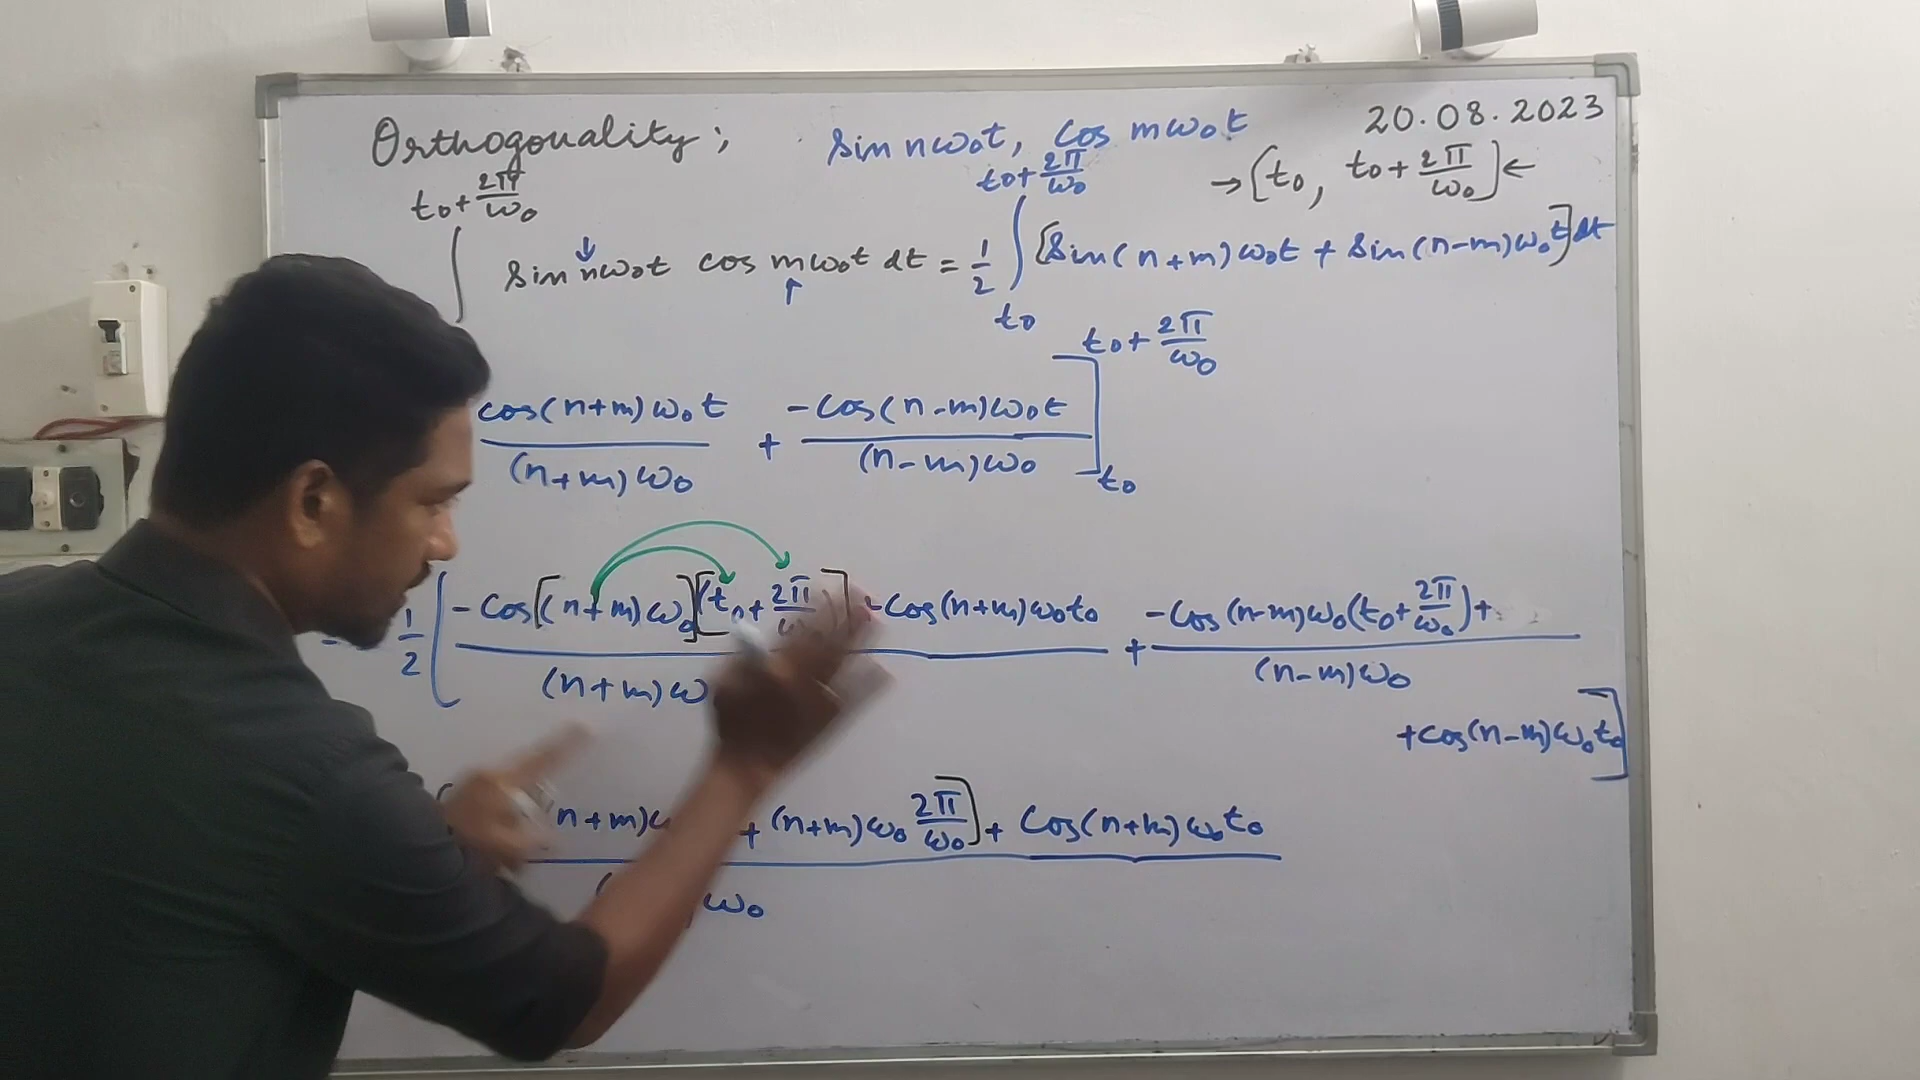 Orthogonality; sin nω₀t, cos mω₀t 20.08.2023
→ [t₀, t₀+2π/ω₀] ←
t₀+2π/ω₀ t₀+2π/ω₀
∫ sin nω₀t cos mω₀t dt = 1/2 ∫ [sin(n+m)ω₀t + sin(n-m)ω₀t]dt
t₀
cos(n+m)ω₀t/(n+m)ω₀ + -cos(n-m)ω₀t/(n-m)ω₀ ] t₀+2π/ω₀ t₀
= 1/2 [ -cos[(n+m)ω₀][(t₀+2π/ cos(n+m)ω₀t₀/(n+m)ω + -cos(n-m)ω₀(t₀+2π/ω₀)+/(n-m)ω₀
+cos(n-m)ω₀t₀]
n+m) + (n+m)ω₀ 2π/ω₀] + cos(n+m)ω₀t₀
ω₀